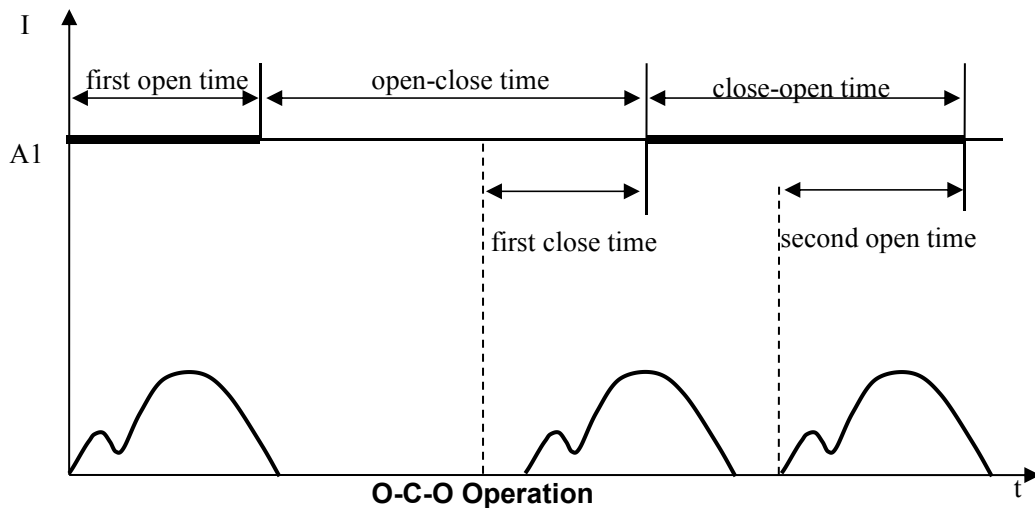 I
first open time
open-close time
close-open time
A1
first close time
second open time
t
O-C-O Operation